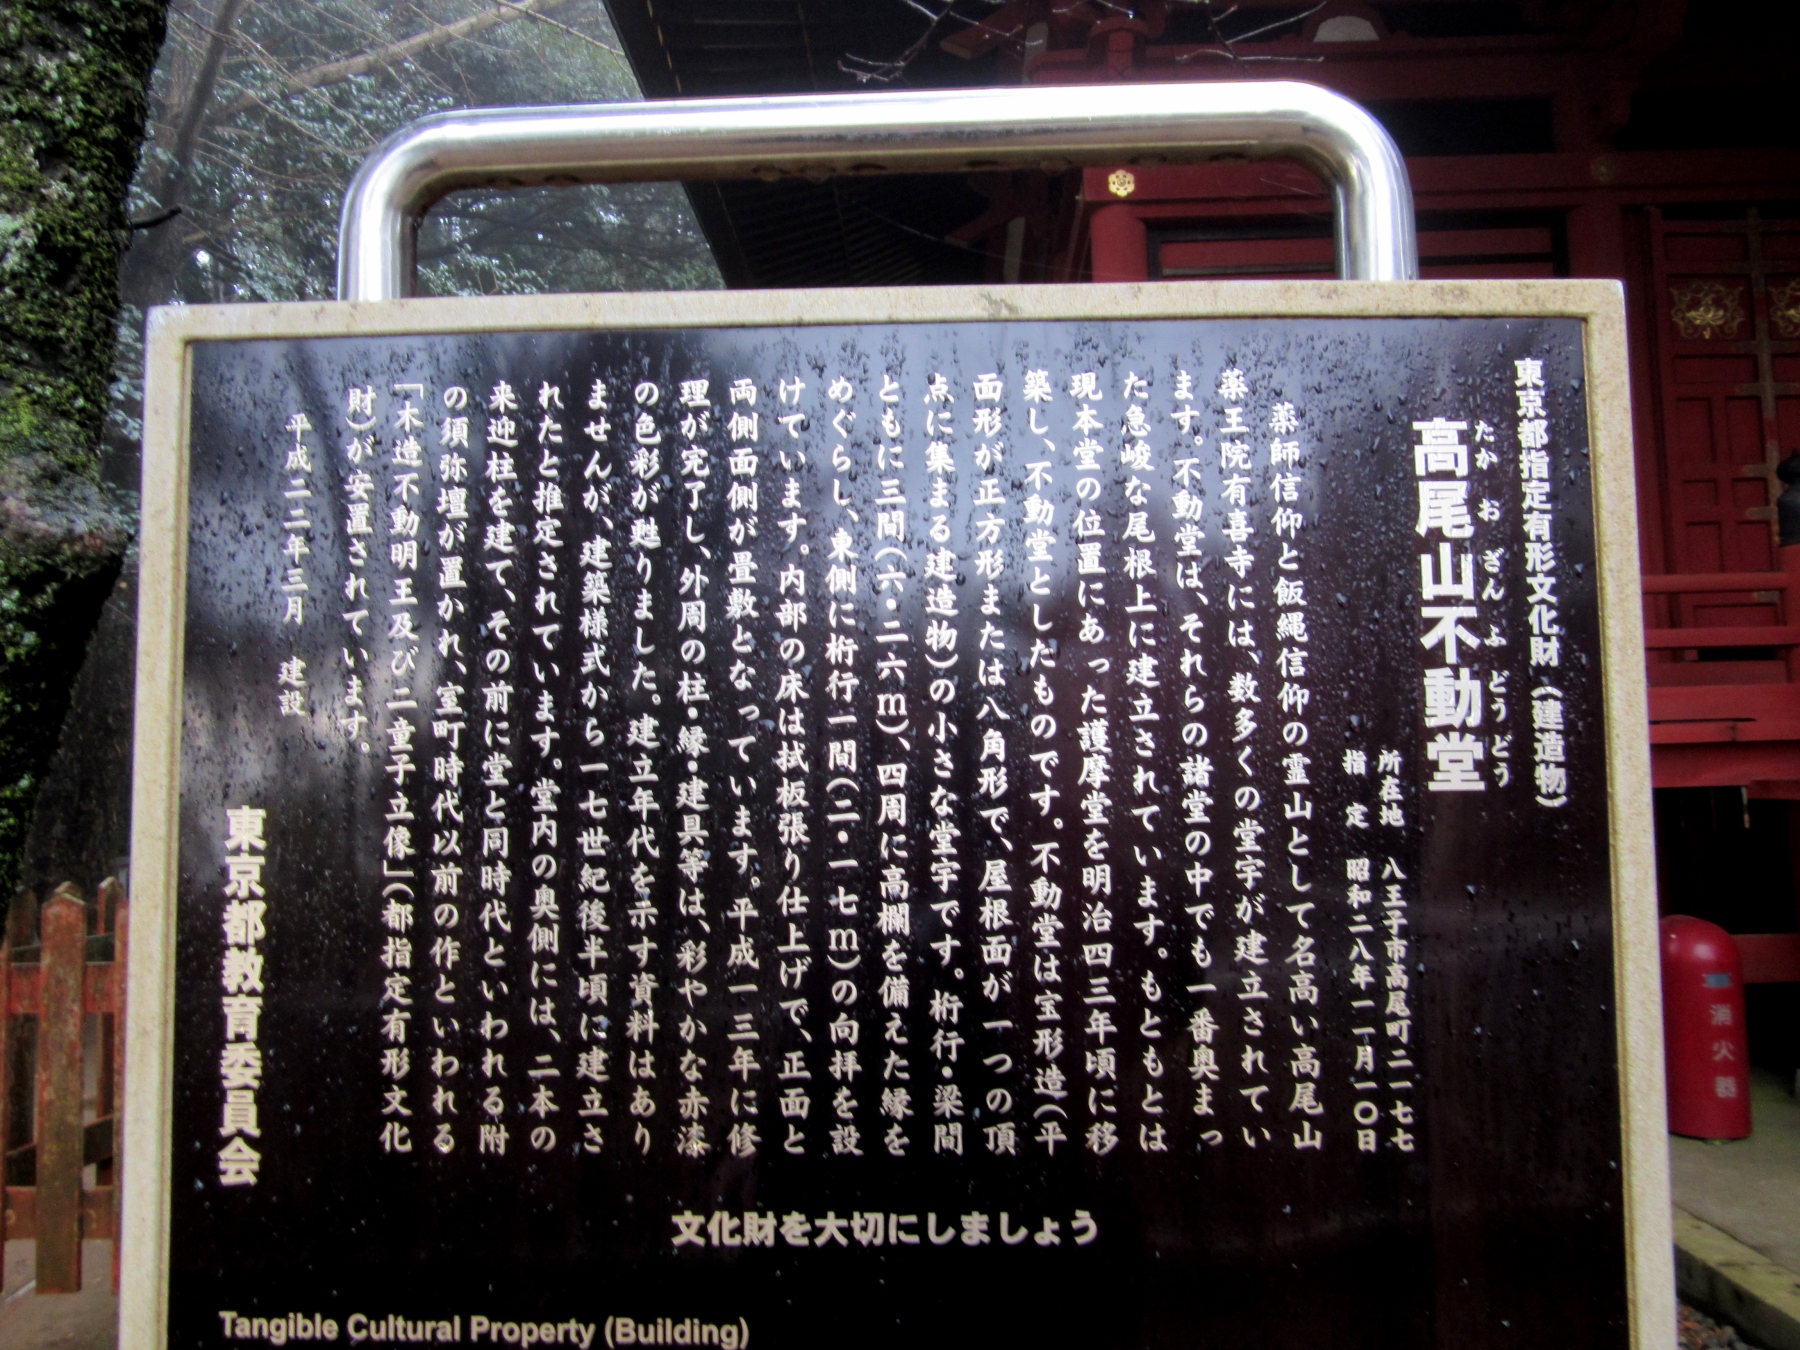 東京都指定有形文化財(建造物)
たかおざんふどうどう
高尾山不動堂
所在地 八王子市高尾町二一七七
指 定 昭和二八年一一月一〇日
薬師信仰と飯縄信仰の霊山として名高い高尾山
薬王院有喜寺には、数多くの堂宇が建立されてい
ます。不動堂は、それらの諸堂の中でも一番奥まっ
た急峻な尾根上に建立されています。もともとは
現本堂の位置にあった護摩堂を明治四三年頃に移
築し、不動堂としたものです。不動堂は宝形造(平
面形が正方形または八角形で、屋根面が一つの頂
点に集まる建造物)の小さな堂宇です。桁行・梁間
ともに三間(六・二六m)、四周に高欄を備えた縁を
めぐらし、東側に桁行一間(二・一七m)の向拝を設
けています。内部の床は拭板張り仕上げで、正面と
両側面側が畳敷となっています。平成一三年に修
理が完了し、外周の柱・縁・建具等は、彩やかな赤漆
の色彩が甦りました。建立年代を示す資料はあり
ませんが、建築様式から一七世紀後半頃に建立さ
れたと推定されています。堂内の奥側には、二本の
来迎柱を建て、その前に堂と同時代といわれる附
の須弥壇が置かれ、室町時代以前の作といわれる
「木造不動明王及び二童子立像」(都指定有形文化
財)が安置されています。
平成二二年三月 建設
東京都教育委員会
文化財を大切にしましょう
Tangible Cultural Property (Building)
消火器